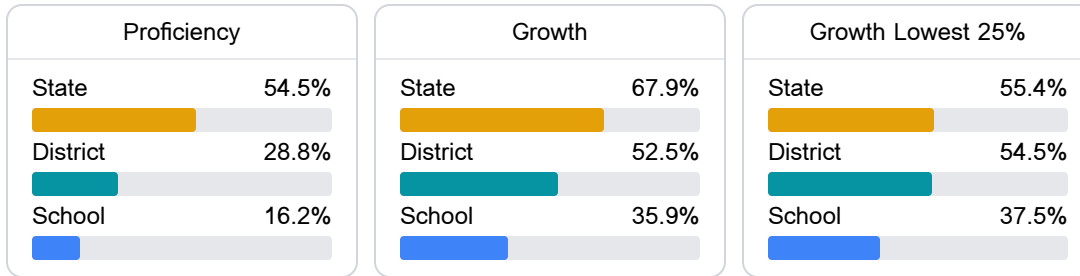 Proficiency
State 54.5%
District 28.8%
School 16.2%
Growth
State 67.9%
District 52.5%
School 35.9%
Growth Lowest 25%
State 55.4%
District 54.5%
School 37.5%